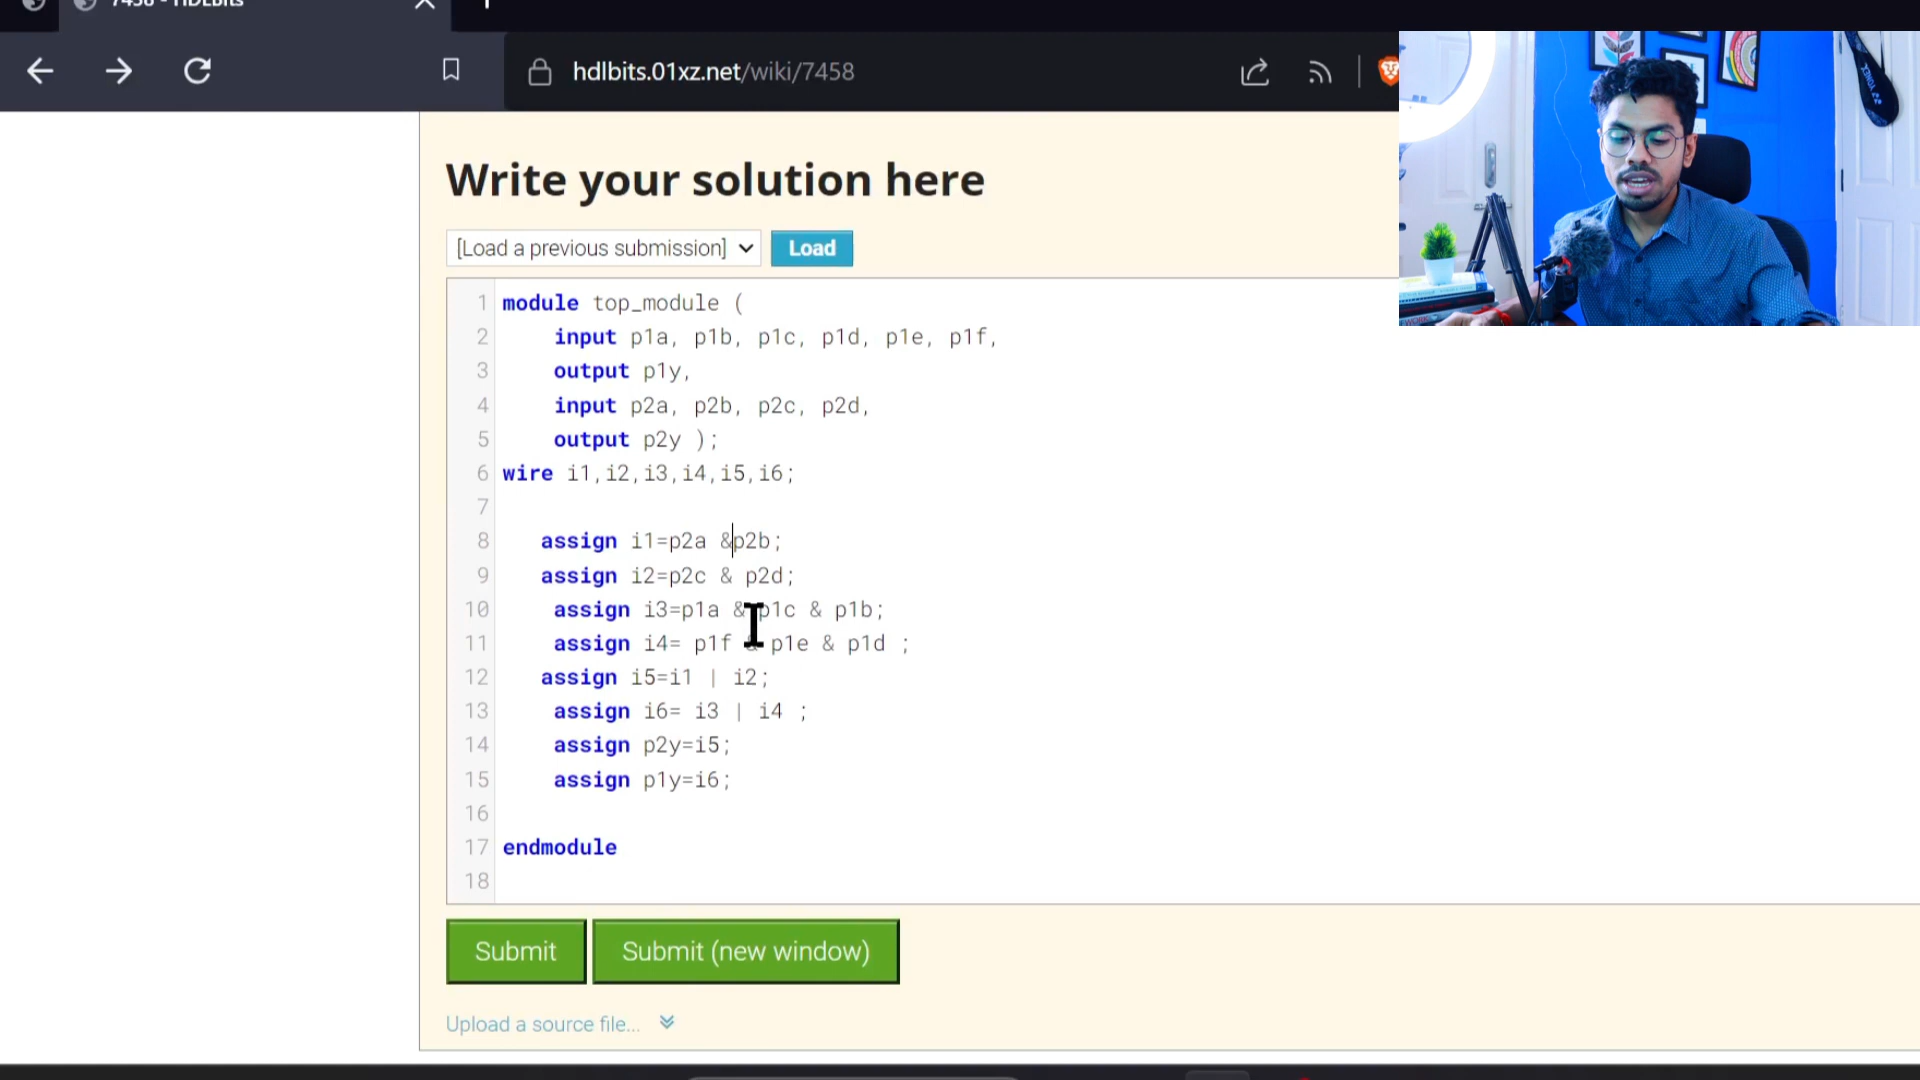 7458 - HDLBits
hdlbits.01xz.net/wiki/7458
Write your solution here
[Load a previous submission]
Load
1 module top_module (
2 input p1a, p1b, p1c, p1d, p1e, p1f,
3 output p1y,
4 input p2a, p2b, p2c, p2d,
5 output p2y );
6 wire i1,i2,i3,i4,i5,i6;
7
8 assign i1=p2a &p2b;
9 assign i2=p2c & p2d;
10 assign i3=p1a & p1c & p1b;
11 assign i4= p1f & p1e & p1d ;
12 assign i5=i1 | i2;
13 assign i6= i3 | i4 ;
14 assign p2y=i5;
15 assign p1y=i6;
16
17 endmodule
18
Submit
Submit (new window)
Upload a source file...
YONEX